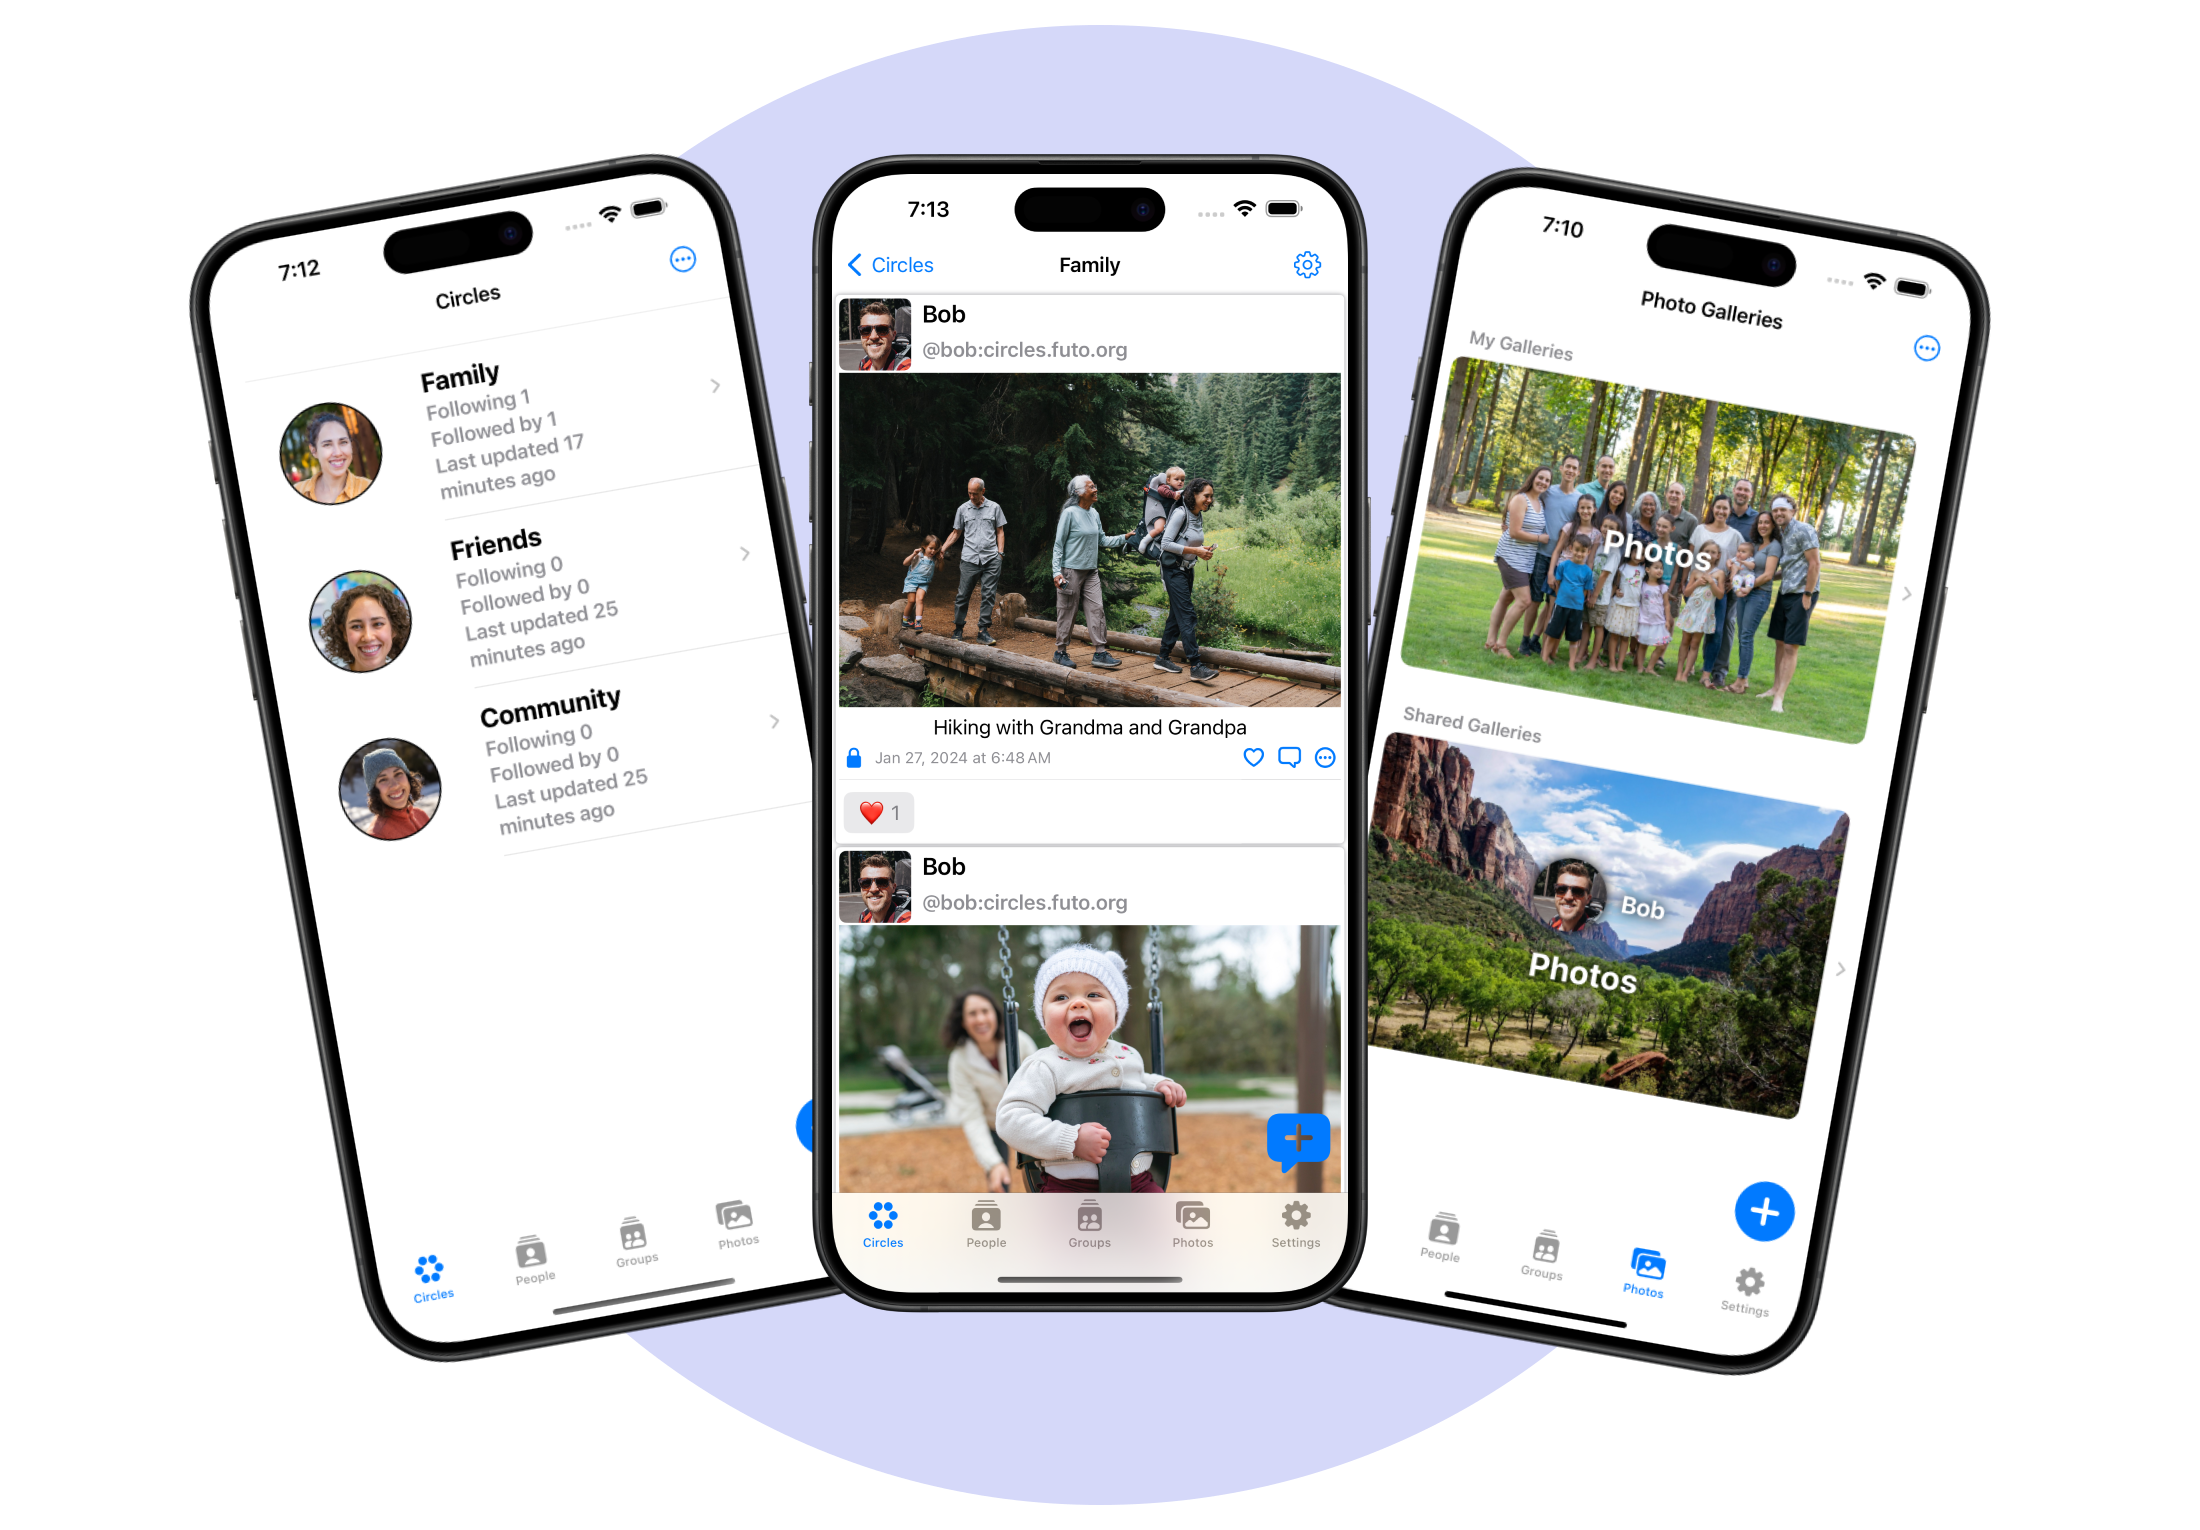 7:12
Circles
Family
Following 1
Followed by 1
Last updated 17
minutes ago
Friends
Following 0
Followed by 0
Last updated 25
minutes ago
Community
Following 0
Followed by 0
Last updated 25
minutes ago
Circles
People
Groups
Photos
7:13
Circles
Family
Bob
@bob:circles.futo.org
Hiking with Grandma and Grandpa
Jan 27, 2024 at 6:48 AM
1
Bob
@bob:circles.futo.org
Circles
People
Groups
Photos
Settings
7:10
Photo Galleries
My Galleries
Photos
Shared Galleries
Bob
Photos
People
Groups
Photos
Settings